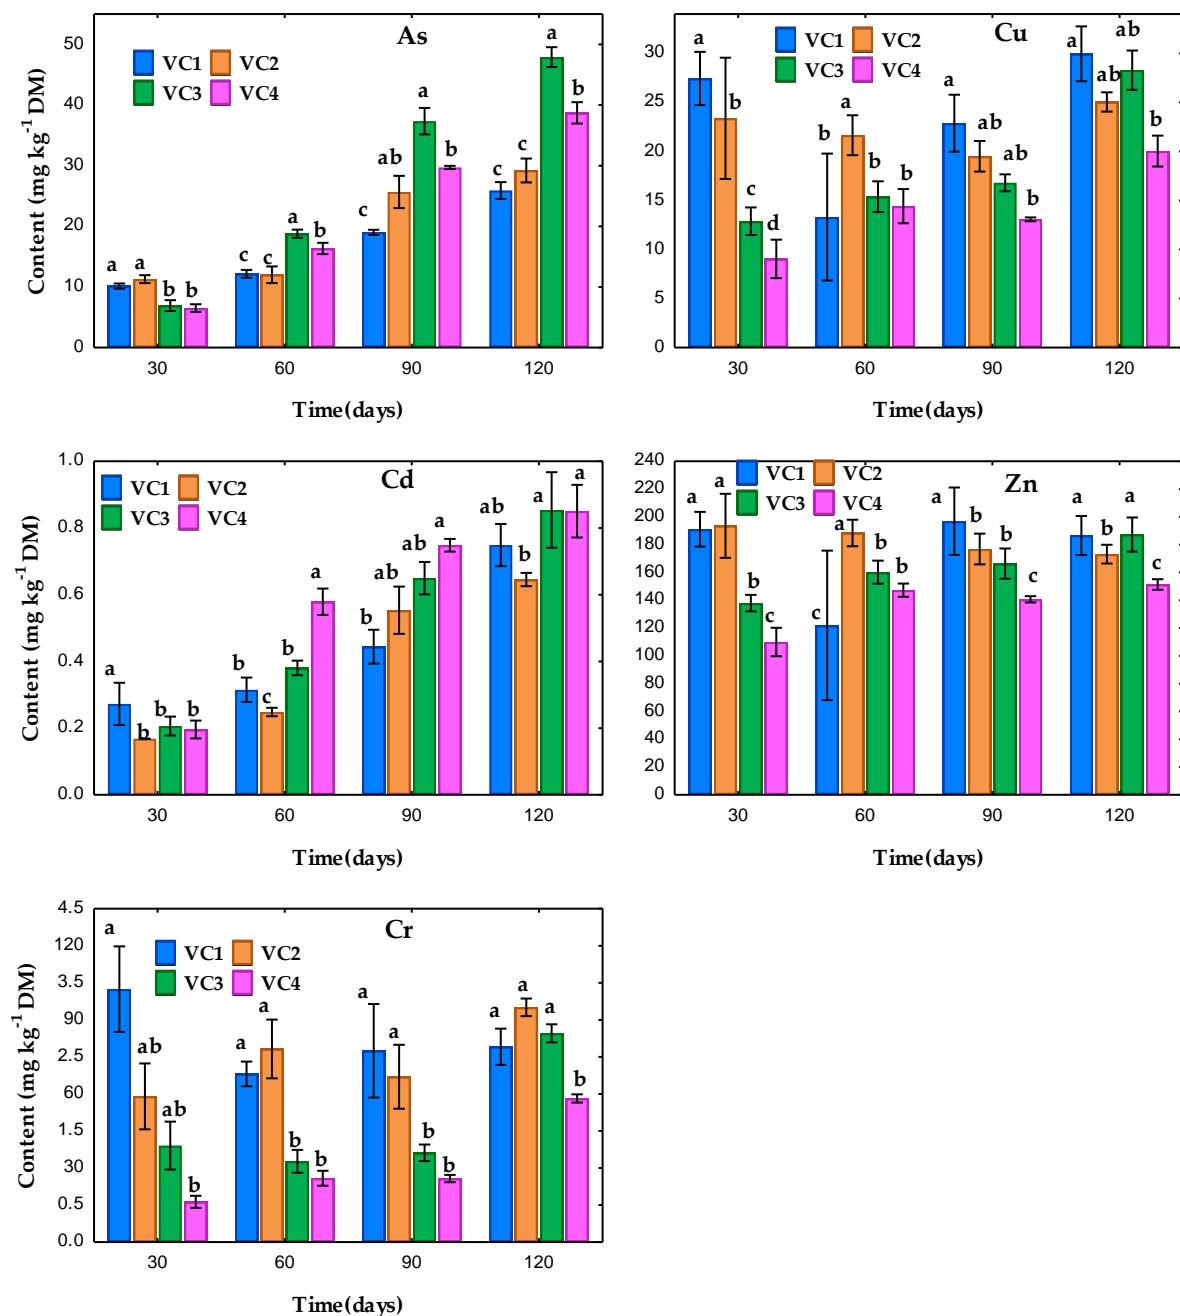 As
VC1 VC2
VC3 VC4
Content (mg kg⁻¹ DM)
50
40
30
20
10
0
a a b b
c c a b
c ab a b
c c a b
30 60 90 120
Time(days)
Cu
VC1 VC2
VC3 VC4
30
25
20
15
10
5
0
a b c d
b a b b
a ab ab b
a ab ab b
30 60 90 120
Time(days)
Cd
VC1 VC2
VC3 VC4
Content (mg kg⁻¹ DM)
1.0
0.8
0.6
0.4
0.2
0.0
a b b b
b c b a
b ab ab a
ab b a a
30 60 90 120
Time(days)
Zn
VC1 VC2
VC3 VC4
240
220
200
180
160
140
120
100
80
60
40
20
0
a a b c
c a b b
a b b c
a b a c
30 60 90 120
Time(days)
Cr
VC1 VC2
VC3 VC4
Content (mg kg⁻¹ DM)
4.5
120
3.5
90
2.5
60
1.5
30
0.5
0.0
a ab ab b
a a b b
a a b b
a a a b
30 60 90 120
Time(days)